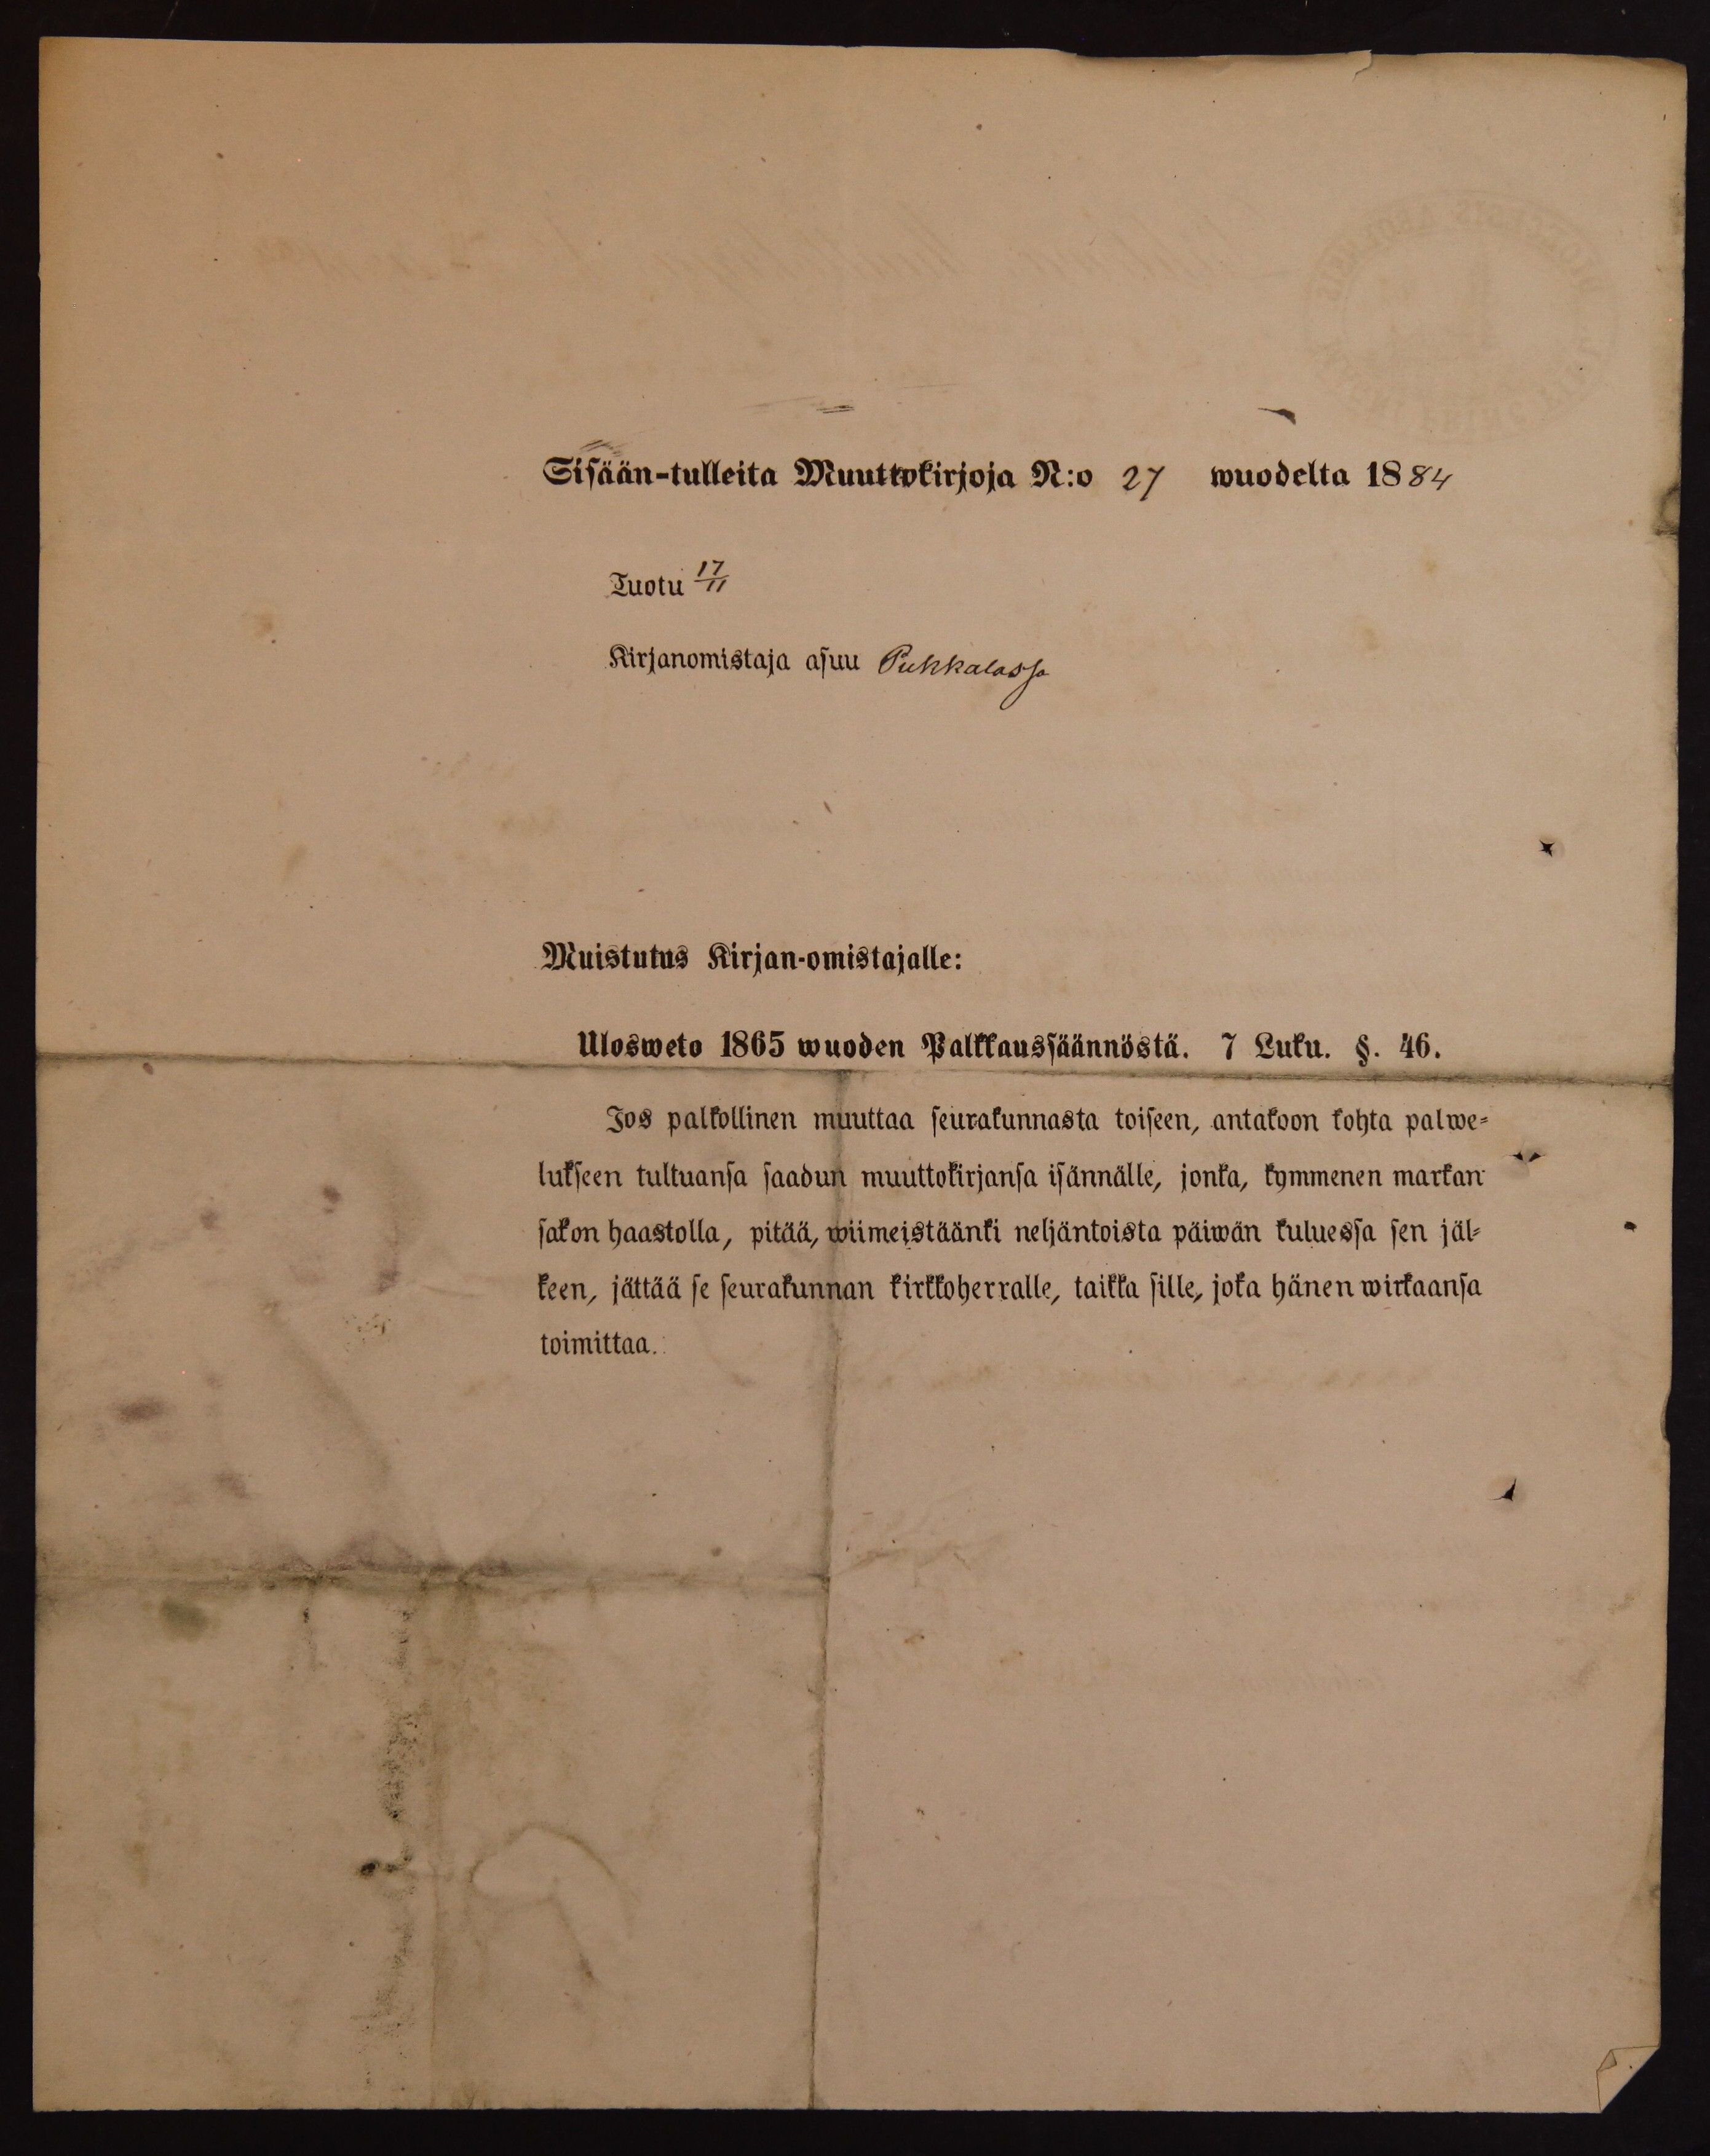 Sisään-tulleita Muuttokirjoja N:o 27 wuodelta 1884
Tuotu 17/11
Kirjanomistaja asuu Pukkalassa
Muistutus Kirjan-omistajalle:
Ulosweto 1865 wuoden Palkkaussäännöstä. 7 Luku. §. 46.
Jos palkollinen muuttaa seurakunnasta toiseen, antakoon kohta palwe-
lukseen tultuansa saadun muuttokirjansa isännälle, jonka, kymmenen markan
sakon haastolla, pitää, wiimeistäänki neljäntoista päiwän kuluessa sen jäl-
keen, jättää se seurakunnan kirkkoherralle, taikka sille, joka hänen wirkaansa
toimittaa.